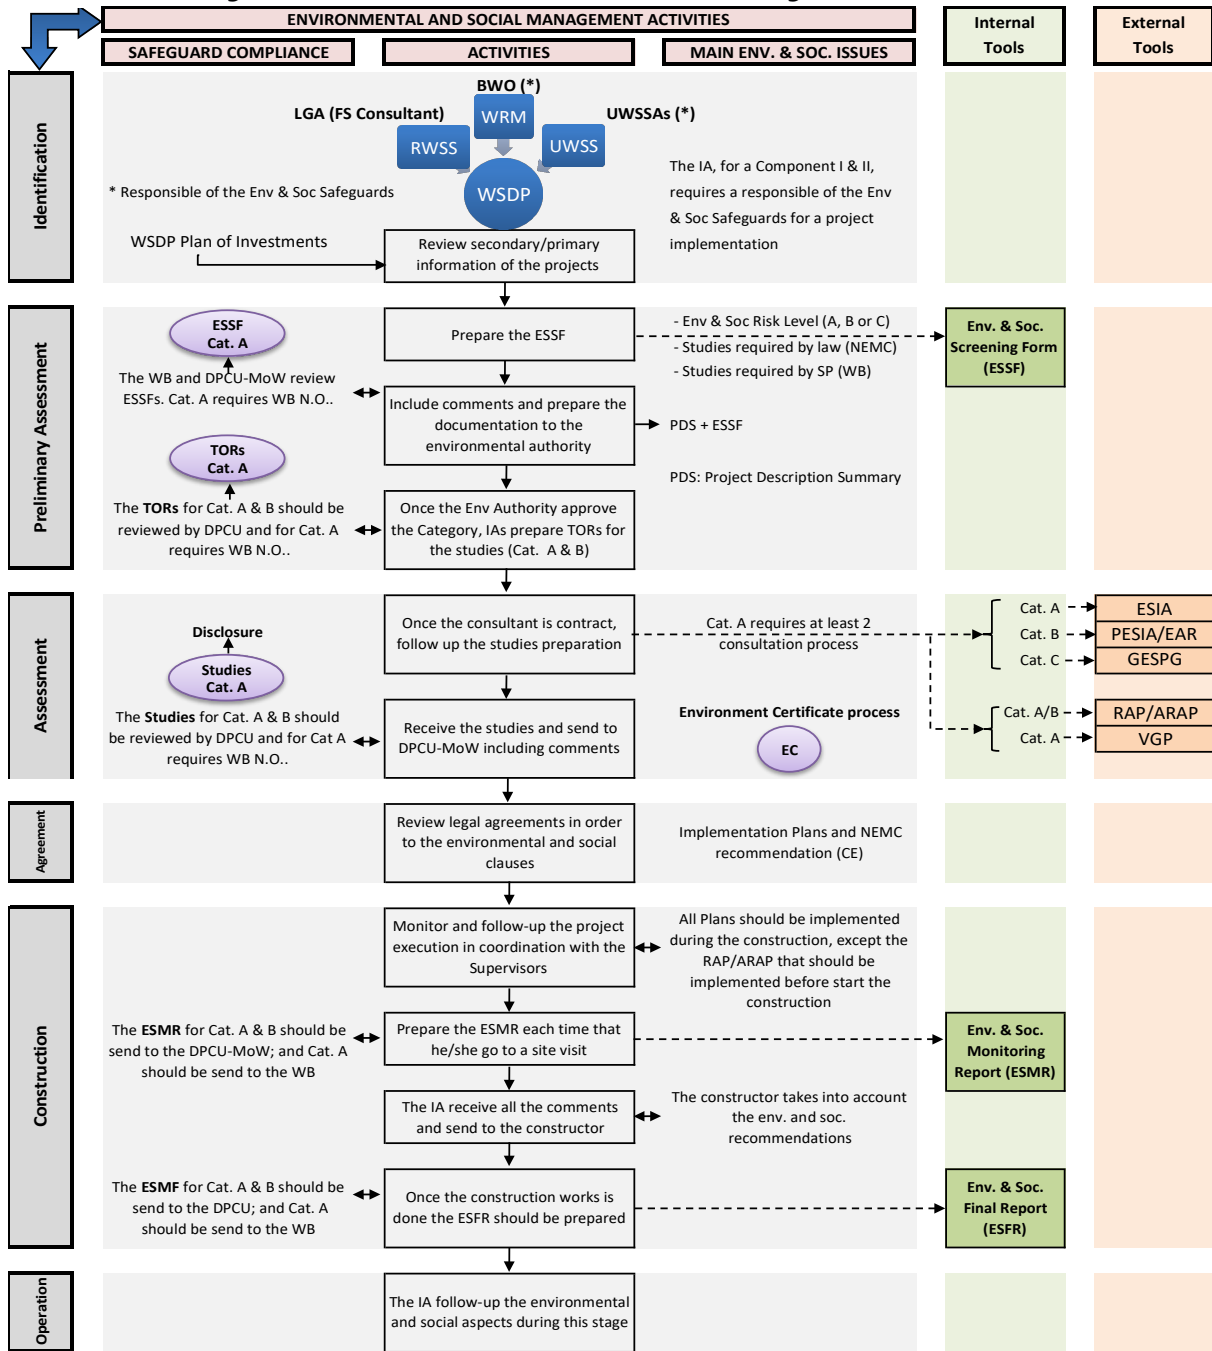 ENVIRONMENTAL AND SOCIAL MANAGEMENT ACTIVITIES
Internal
Tools
External
Tools
SAFEGUARD COMPLIANCE
ACTIVITIES
MAIN ENV. & SOC. ISSUES
Identification
BWO (*)
LGA (FS Consultant)
WRM
UWSSAs (*)
RWSS
UWSS
WSDP
* Responsible of the Env & Soc Safeguards
The IA, for a Component I & II,
requires a responsible of the Env
& Soc Safeguards for a project
implementation
WSDP Plan of Investments
Review secondary/primary
information of the projects
Preliminary Assessment
ESSF
Cat. A
The WB and DPCU-MoW review
ESSFs. Cat. A requires WB N.O..
Prepare the ESSF
- Env & Soc Risk Level (A, B or C)
- Studies required by law (NEMC)
- Studies required by SP (WB)
Env. & Soc.
Screening Form
(ESSF)
Include comments and prepare the
documentation to the
environmental authority
PDS + ESSF
PDS: Project Description Summary
TORs
Cat. A
The TORs for Cat. A & B should be
reviewed by DPCU and for Cat. A
requires WB N.O..
Once the Env Authority approve
the Category, IAs prepare TORs for
the studies (Cat.  A & B)
Assessment
Disclosure
Studies
Cat. A
The Studies for Cat. A & B should
be reviewed by DPCU and for Cat A
requires WB N.O..
Once the consultant is contract,
follow up the studies preparation
Cat. A requires at least 2
consultation process
Cat. A
ESIA
Cat. B
PESIA/EAR
Cat. C
GESPG
Receive the studies and send to
DPCU-MoW including comments
Environment Certificate process
EC
Cat. A/B
RAP/ARAP
Cat. A
VGP
Agreement
Review legal agreements in order
to the environmental and social
clauses
Implementation Plans and NEMC
recommendation (CE)
Construction
Monitor and follow-up the project
execution in coordination with the
Supervisors
All Plans should be implemented
during the construction, except the
RAP/ARAP that should be
implemented before start the
construction
The ESMR for Cat. A & B should be
send to the DPCU-MoW; and Cat. A
should be send to the WB
Prepare the ESMR each time that
he/she go to a site visit
Env. & Soc.
Monitoring
Report (ESMR)
The IA receive all the comments
and send to the constructor
The constructor takes into account
the env. and soc.
recommendations
The ESMF for Cat. A & B should be
send to the DPCU; and Cat. A
should be send to the WB
Once the construction works is
done the ESFR should be prepared
Env. & Soc.
Final Report
(ESFR)
Operation
The IA follow-up the environmental
and social aspects during this stage